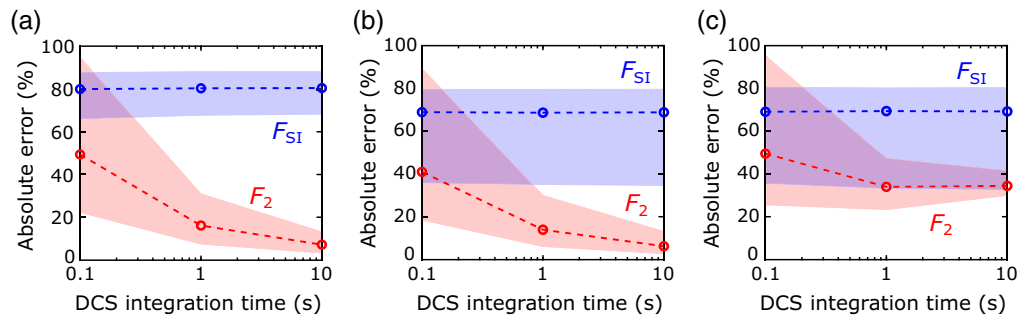 (a)
Absolute error (%)
100
80
60
40
20
0
F_SI
F_2
0.1
1
10
DCS integration time (s)
(b)
Absolute error (%)
100
80
60
40
20
0
F_SI
F_2
0.1
1
10
DCS integration time (s)
(c)
Absolute error (%)
100
80
60
40
20
0
F_SI
F_2
0.1
1
10
DCS integration time (s)